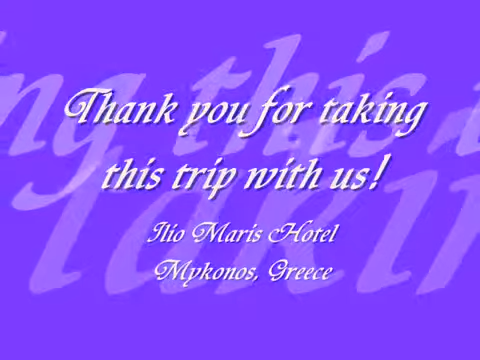 Thank you for taking
this trip with us!
Ilio Maris Hotel
Mykonos, Greece